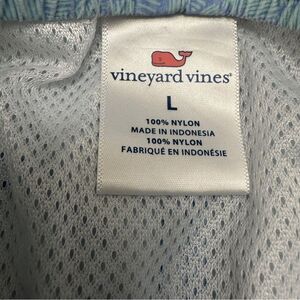 vineyard vines®
L
100% NYLON
MADE IN INDONESIA
100% NYLON
FABRIQUÉ EN INDONÉSIE